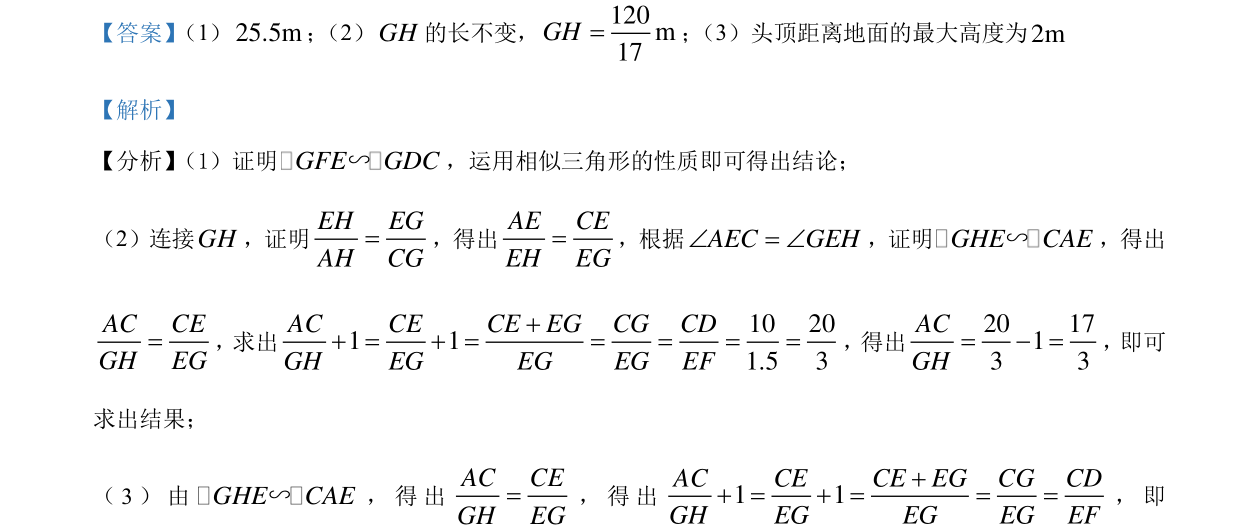 【答案】（1）25.5m；（2）GH 的长不变，GH = 120/17 m；（3）头顶距离地面的最大高度为2m
【解析】
【分析】（1）证明□GFE∽□GDC，运用相似三角形的性质即可得出结论；
（2）连接GH，证明 EH/AH = EG/CG，得出 AE/EH = CE/EG，根据∠AEC = ∠GEH，证明□GHE∽□CAE，得出
AC/GH = CE/EG，求出 AC/GH +1 = CE/EG +1 = (CE + EG)/EG = CG/EG = CD/EF = 10/1.5 = 20/3，得出 AC/GH = 20/3 −1 = 17/3，即可
求出结果；
（3）由□GHE∽□CAE，得出 AC/GH = CE/EG，得出 AC/GH +1 = CE/EG +1 = (CE + EG)/EG = CG/EG = CD/EF，即